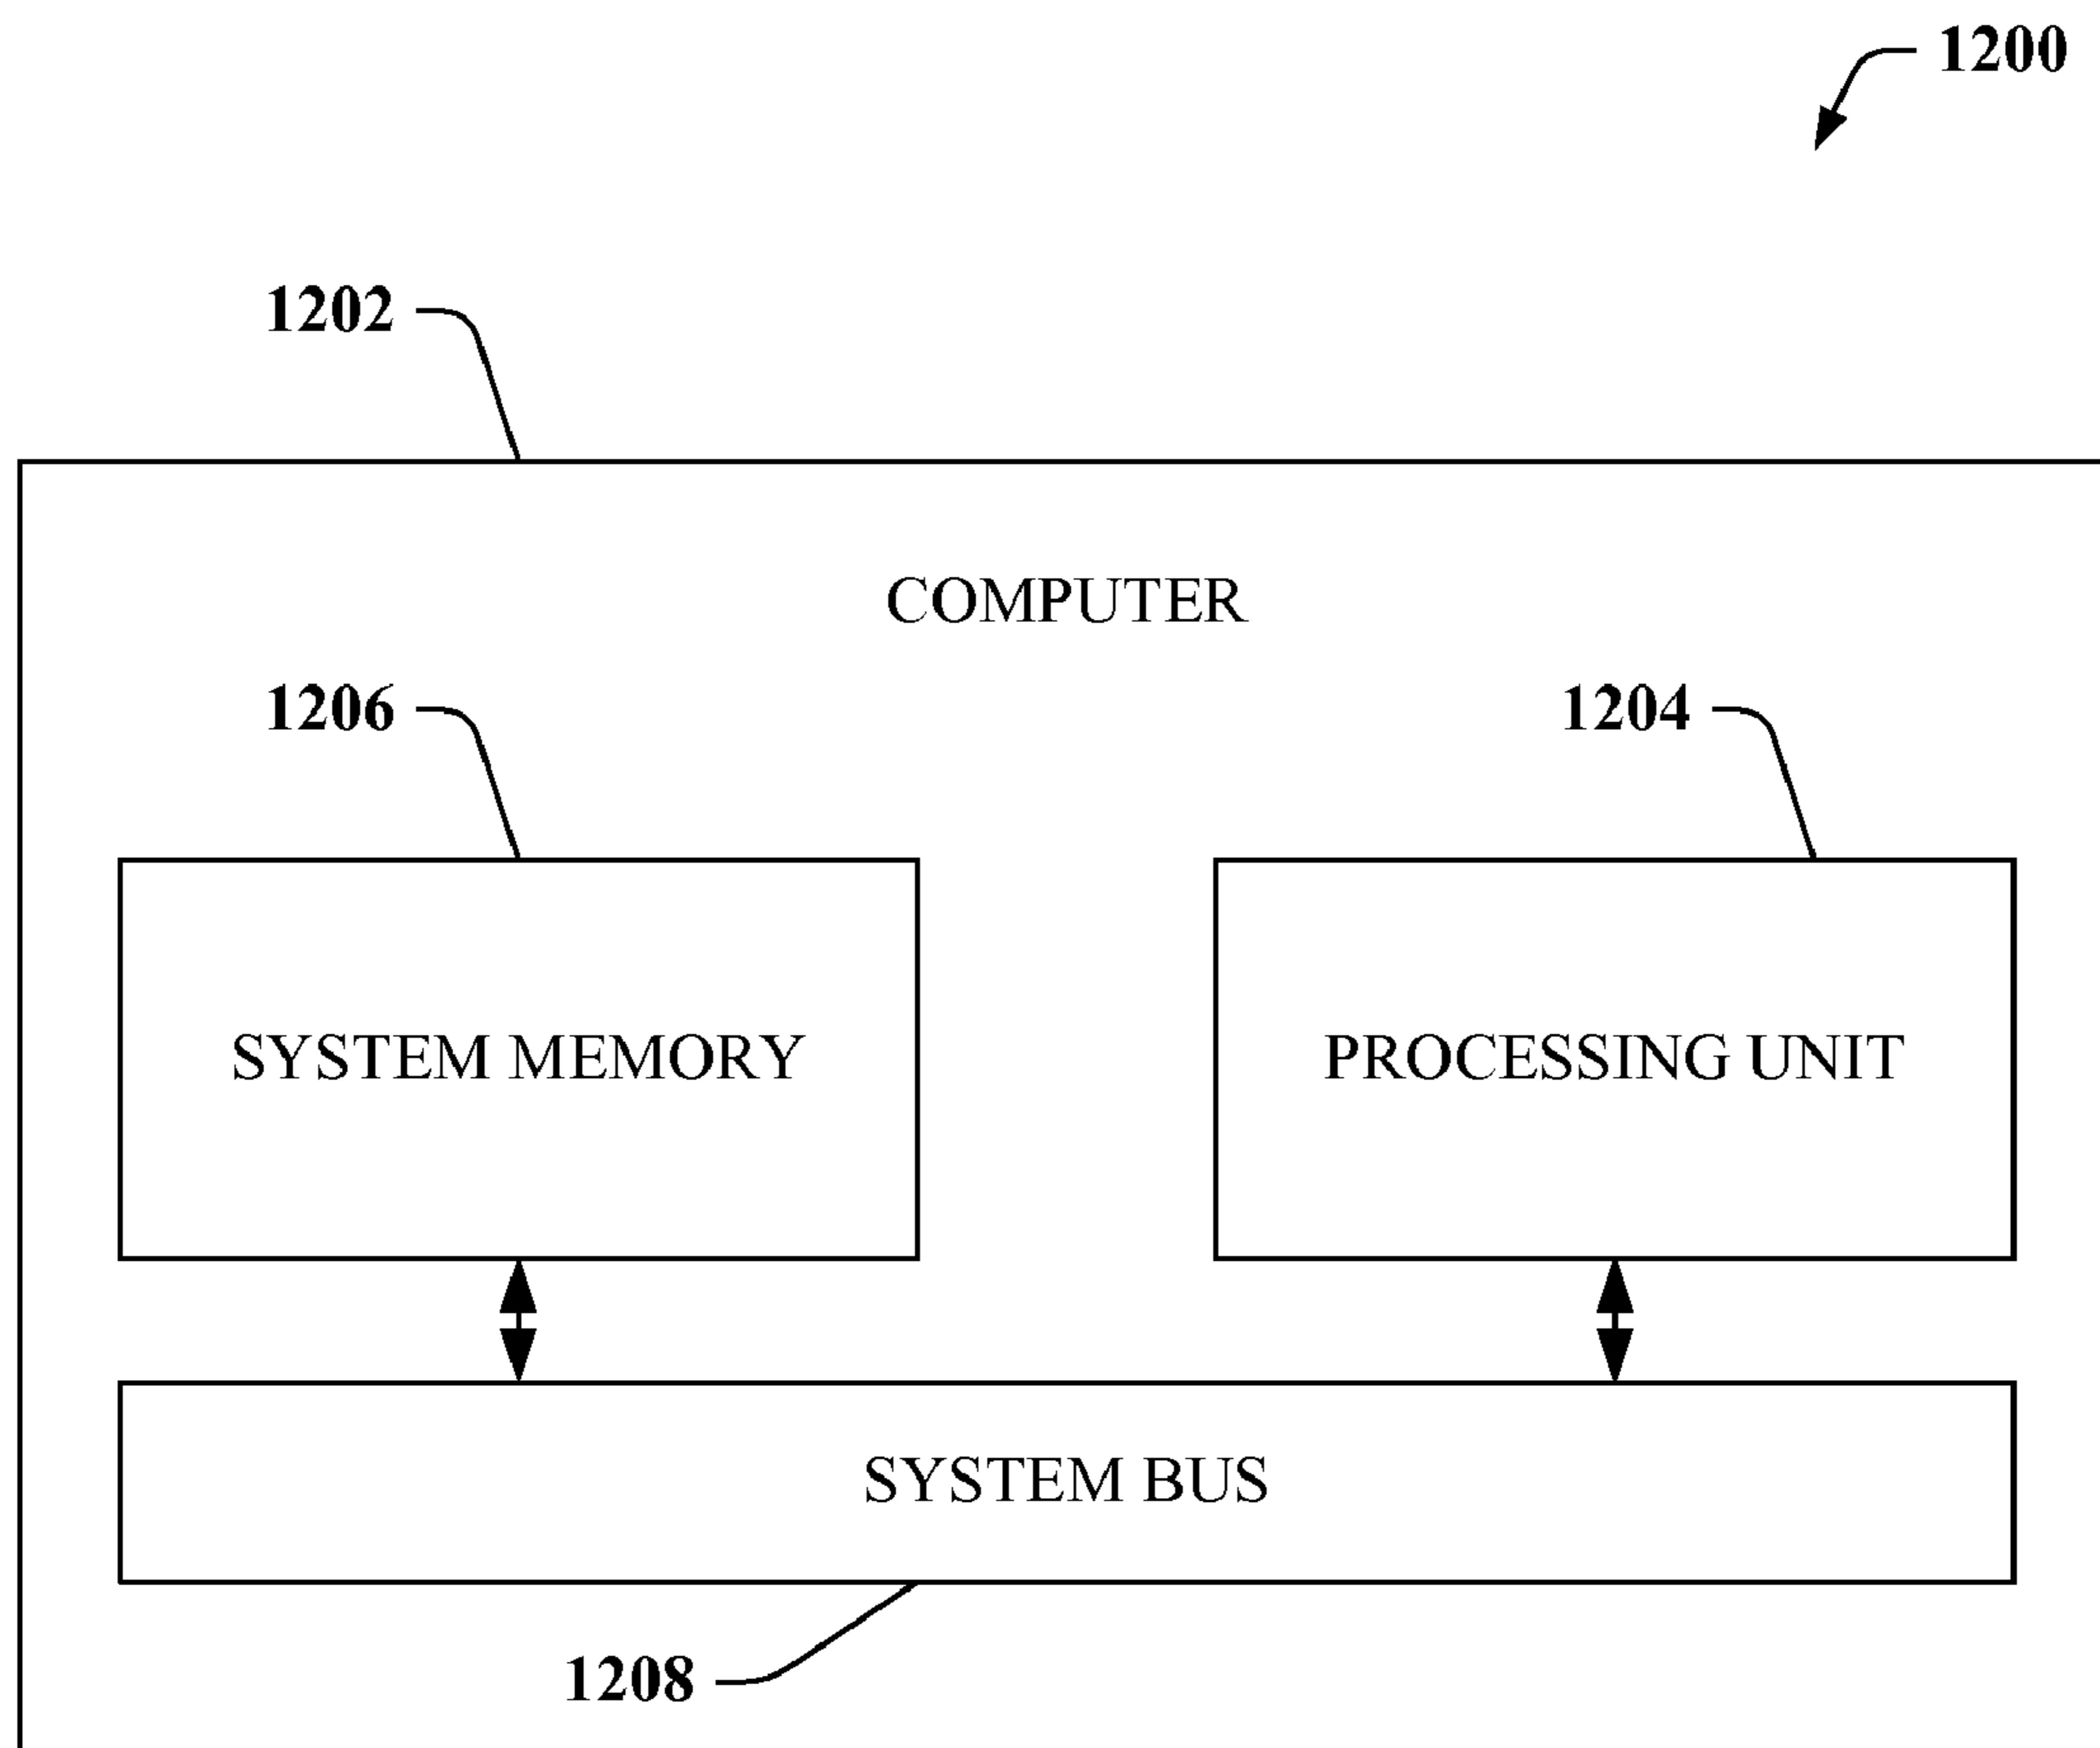 1200
1202
COMPUTER
1206
1204
SYSTEM MEMORY
PROCESSING UNIT
SYSTEM BUS
1208